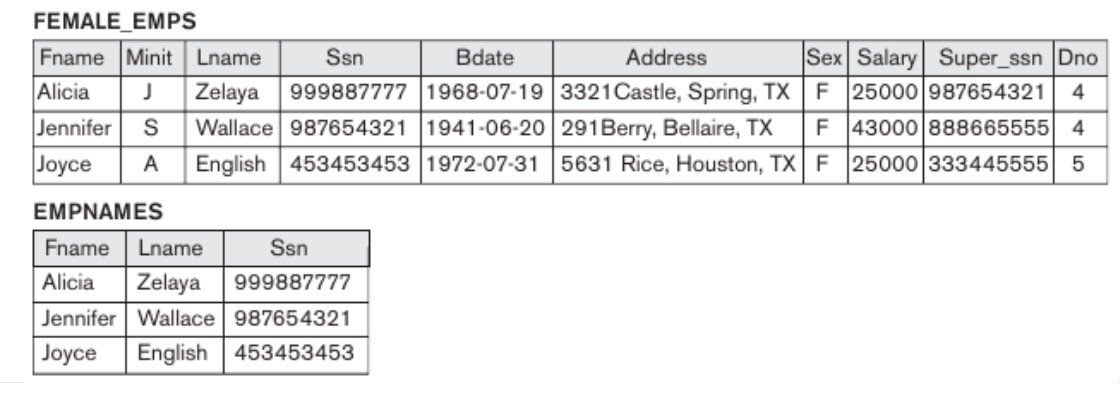 FEMALE_EMPS
Fname Minit Lname Ssn Bdate Address Sex Salary Super_ssn Dno
Alicia J Zelaya 999887777 1968-07-19 3321Castle, Spring, TX F 25000 987654321 4
Jennifer S Wallace 987654321 1941-06-20 291Berry, Bellaire, TX F 43000 888665555 4
Joyce A English 453453453 1972-07-31 5631 Rice, Houston, TX F 25000 333445555 5
EMPNAMES
Fname Lname Ssn
Alicia Zelaya 999887777
Jennifer Wallace 987654321
Joyce English 453453453